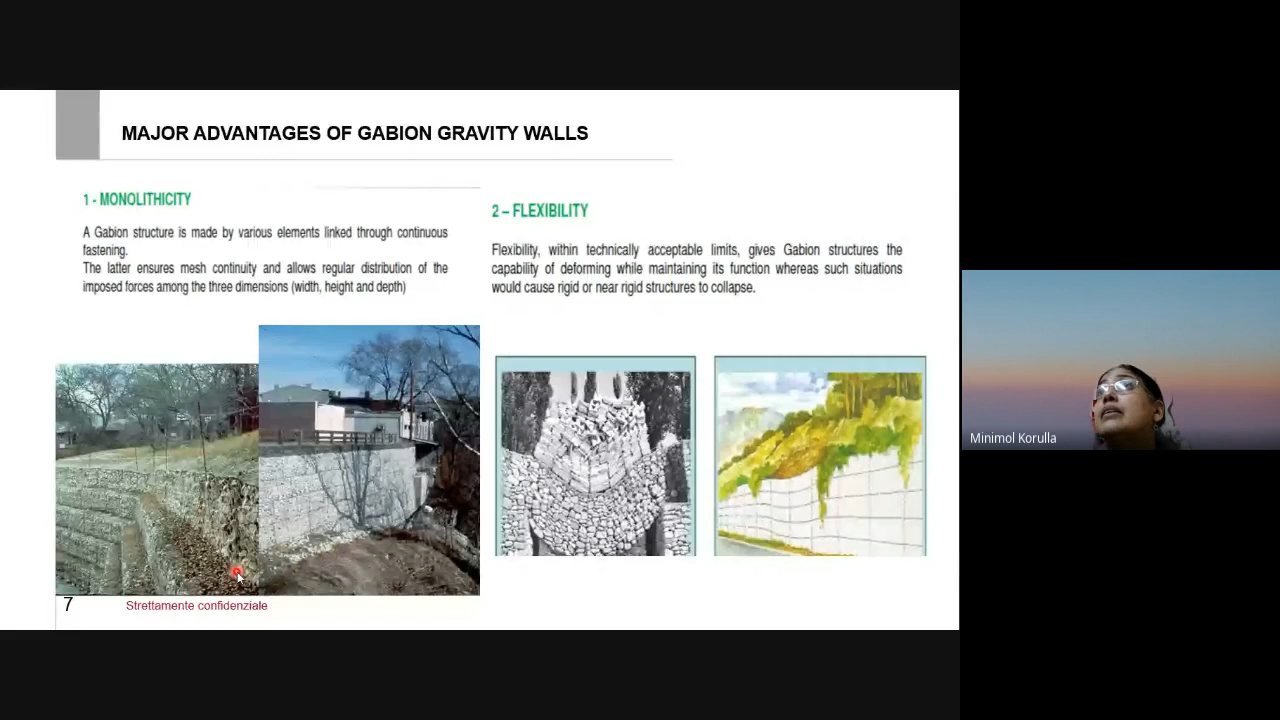 MAJOR ADVANTAGES OF GABION GRAVITY WALLS
1 - MONOLITHICITY
A Gabion structure is made by various elements linked through continuous
fastening.
The latter ensures mesh continuity and allows regular distribution of the
imposed forces among the three dimensions (width, height and depth)
2 – FLEXIBILITY
Flexibility, within technically acceptable limits, gives Gabion structures the
capability of deforming while maintaining its function whereas such situations
would cause rigid or near rigid structures to collapse.
7
Strettamente confidenziale
Minimol Korulla